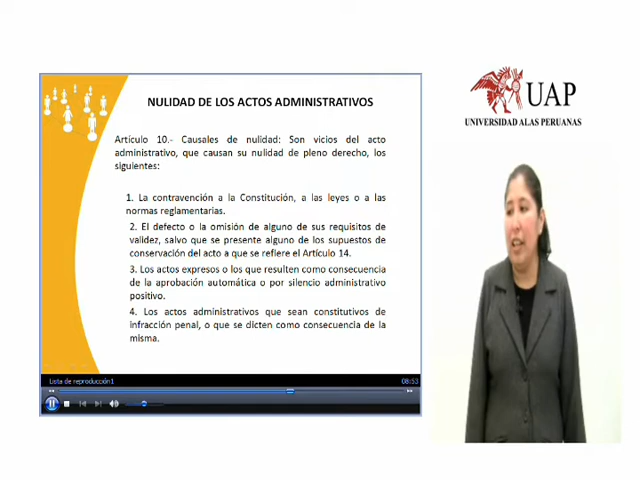 NULIDAD DE LOS ACTOS ADMINISTRATIVOS
Artículo 10.- Causales de nulidad: Son vicios del acto
administrativo, que causan su nulidad de pleno derecho, los
siguientes:
1. La contravención a la Constitución, a las leyes o a las
normas reglamentarias.
2. El defecto o la omisión de alguno de sus requisitos de
validez, salvo que se presente alguno de los supuestos de
conservación del acto a que se refiere el Artículo 14.
3. Los actos expresos o los que resulten como consecuencia
de la aprobación automática o por silencio administrativo
positivo.
4. Los actos administrativos que sean constitutivos de
infracción penal, o que se dicten como consecuencia de la
misma.
Lista de reproducción1
08:53
UAP
UNIVERSIDAD ALAS PERUANAS